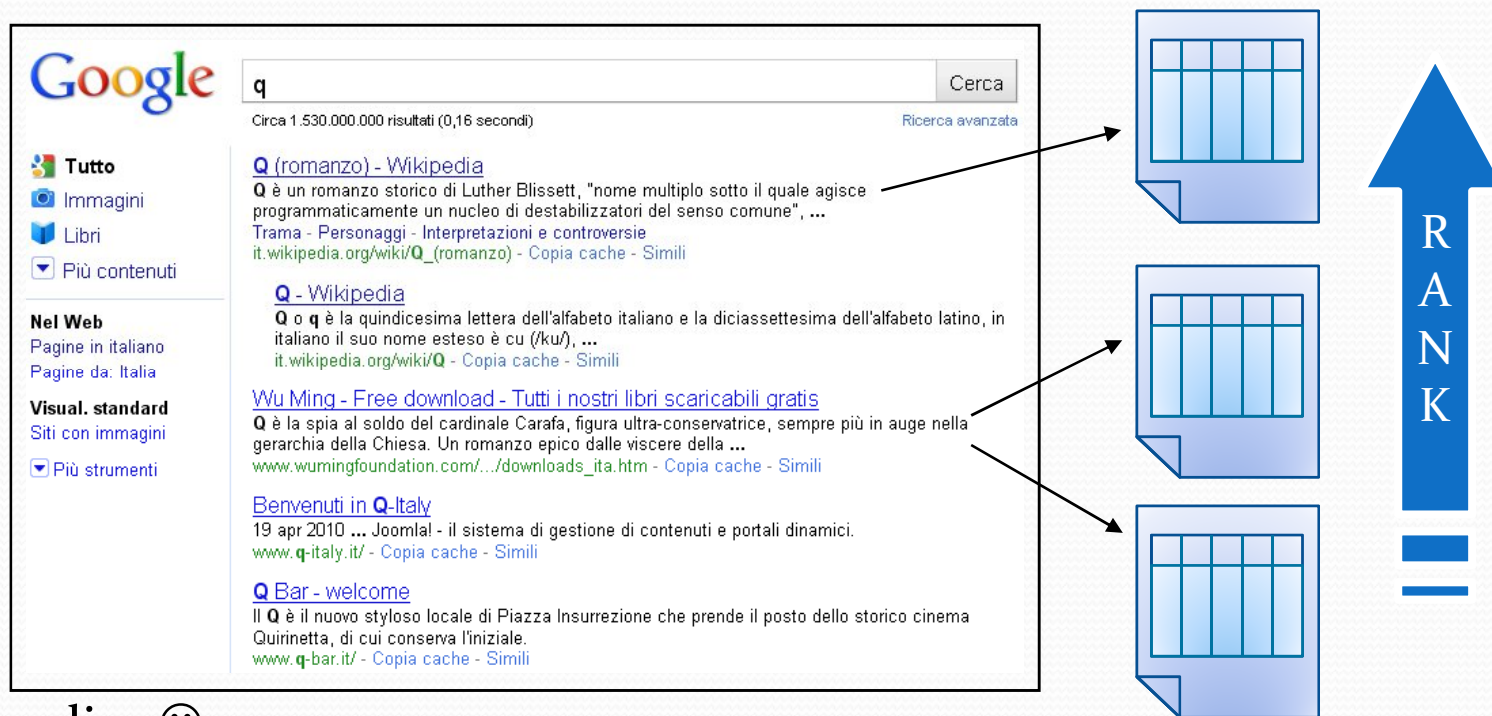 Google
q
Cerca
Circa 1.530.000.000 risultati (0,16 secondi)
Ricerca avanzata
Tutto
Immagini
Libri
Più contenuti
Nel Web
Pagine in italiano
Pagine da: Italia
Visual. standard
Siti con immagini
Più strumenti
Q (romanzo) - Wikipedia
Q è un romanzo storico di Luther Blissett, "nome multiplo sotto il quale agisce
programmaticamente un nucleo di destabilizzatori del senso comune", ...
Trama - Personaggi - Interpretazioni e controversie
it.wikipedia.org/wiki/Q_(romanzo) - Copia cache - Simili
Q - Wikipedia
Q o q è la quindicesima lettera dell'alfabeto italiano e la diciassettesima dell'alfabeto latino, in
italiano il suo nome esteso è cu (/ku/), ...
it.wikipedia.org/wiki/Q - Copia cache - Simili
Wu Ming - Free download - Tutti i nostri libri scaricabili gratis
Q è la spia al soldo del cardinale Carafa, figura ultra-conservatrice, sempre più in auge nella
gerarchia della Chiesa. Un romanzo epico dalle viscere della ...
www.wumingfoundation.com/.../downloads_ita.htm - Copia cache - Simili
Benvenuti in Q-Italy
19 apr 2010 ... Joomla! - il sistema di gestione di contenuti e portali dinamici.
www.q-italy.it/ - Copia cache - Simili
Q Bar - welcome
Il Q è il nuovo styloso locale di Piazza Insurrezione che prende il posto dello storico cinema
Quirinetta, di cui conserva l'iniziale.
www.q-bar.it/ - Copia cache - Simili
R
A
N
K